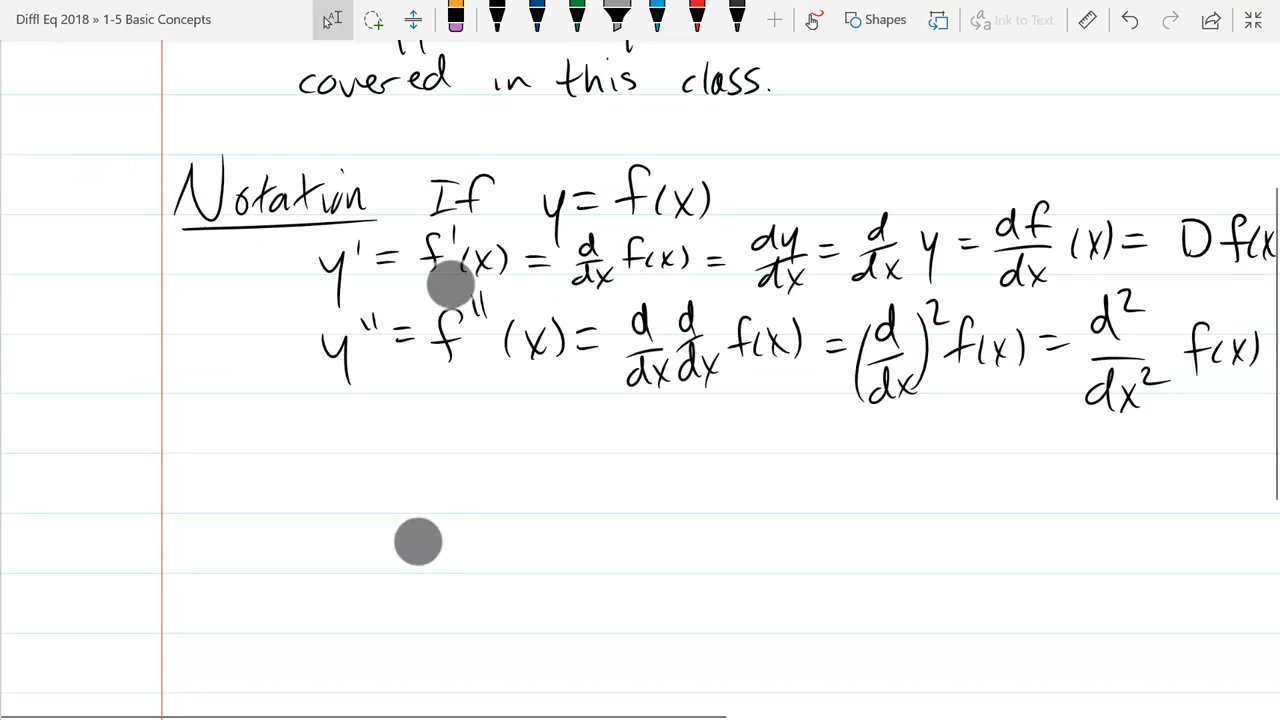 Diffl Eq 2018 » 1-5 Basic Concepts
Shapes
Ink to Text
covered in this class.
Notation If y = f(x)
y' = f'(x) = d/dx f(x) = dy/dx = d/dx y = df/dx (x) = D f(x
y'' = f''(x) = d/dx d/dx f(x) = (d/dx)² f(x) = d²/dx² f(x)